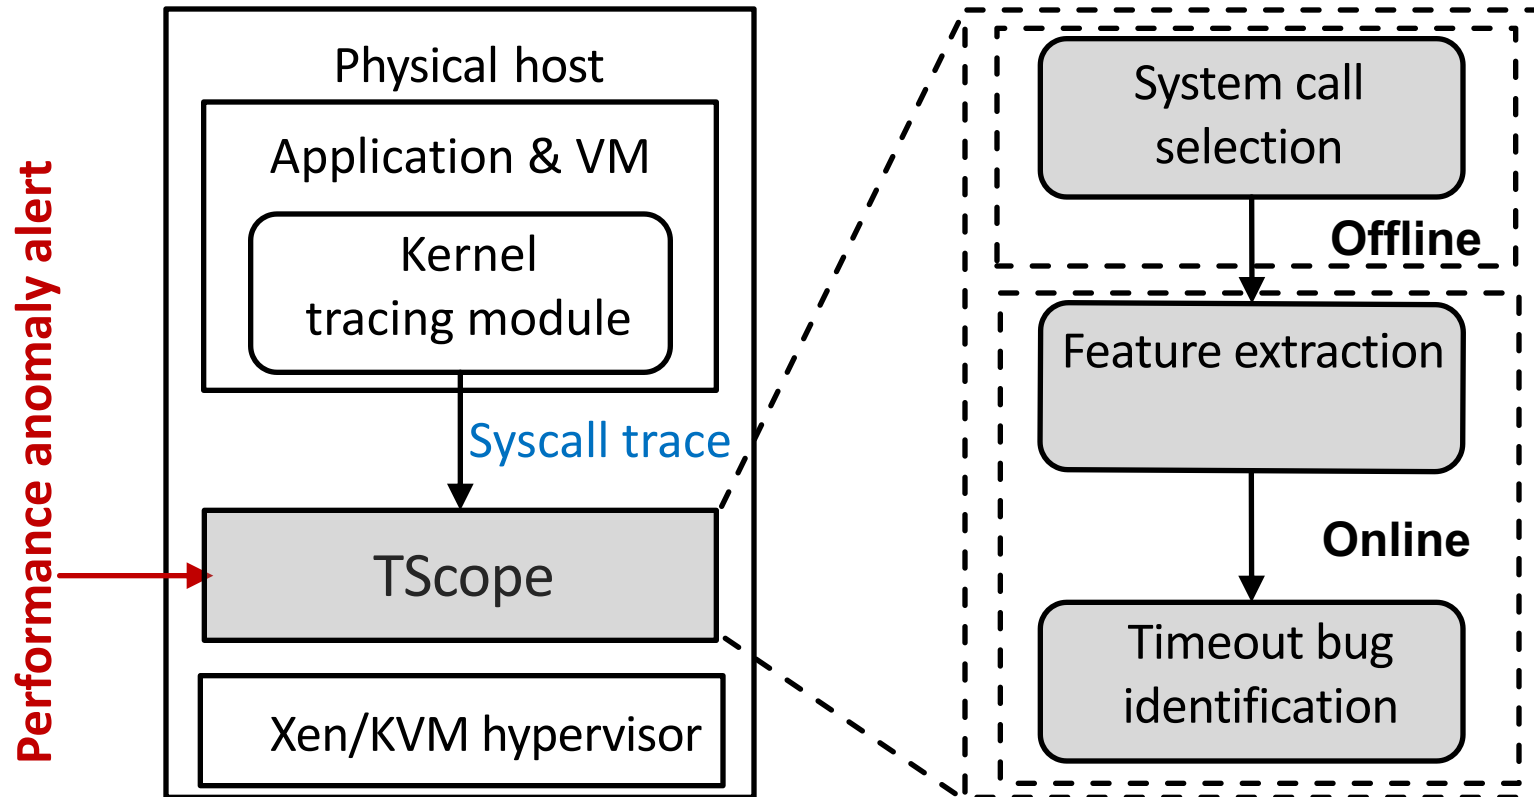 Performance anomaly alert
Physical host
Application & VM
Kernel
tracing module
Syscall trace
TScope
Xen/KVM hypervisor
System call
selection
Offline
Feature extraction
Online
Timeout bug
identification